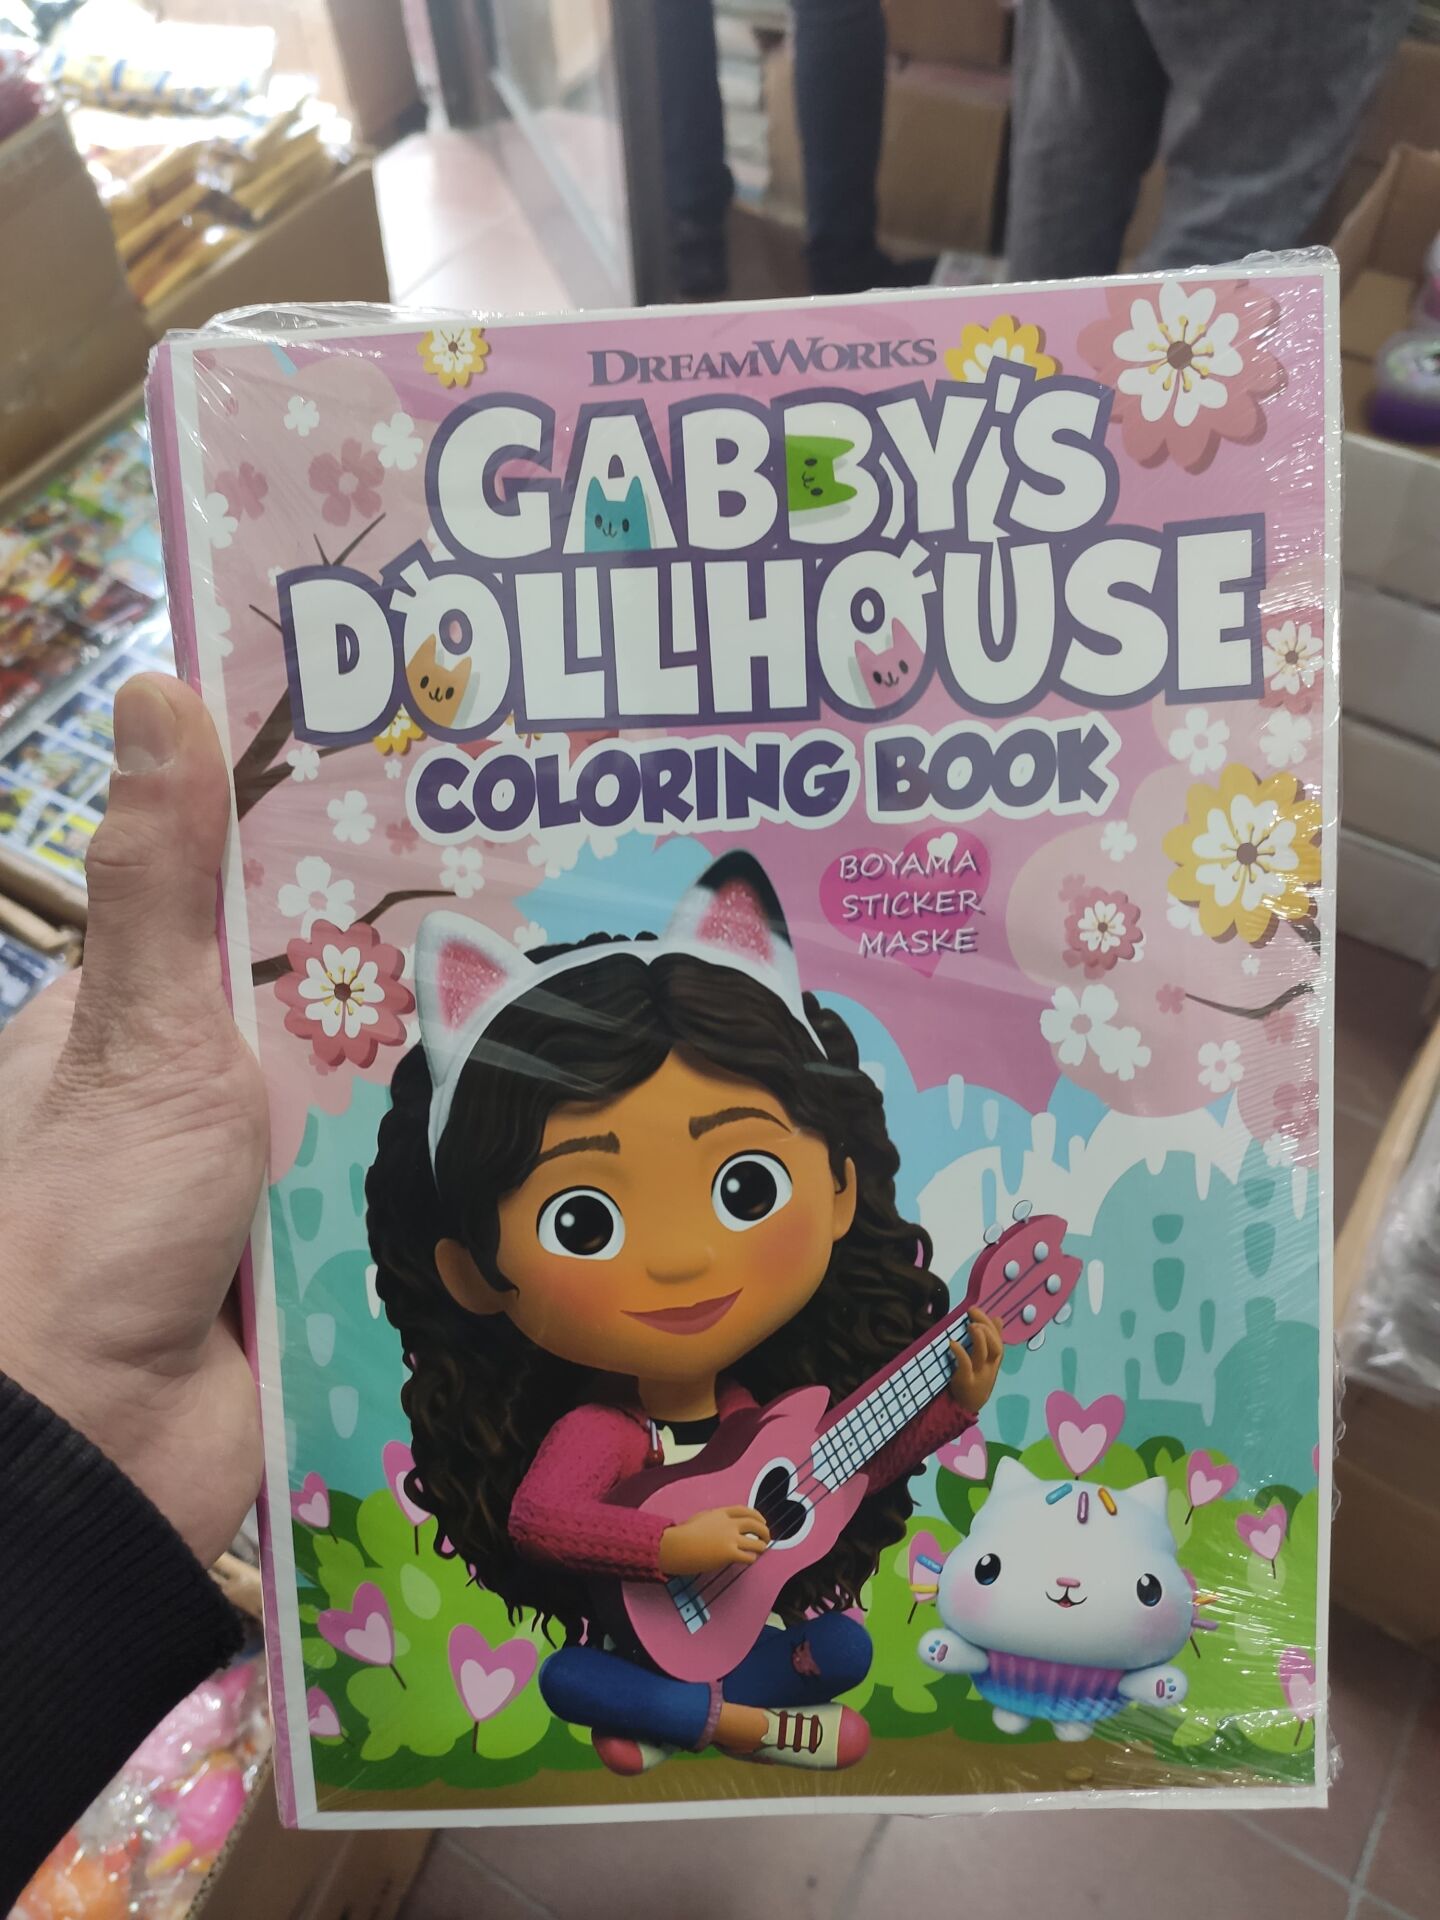 DREAMWORKS
GABBY'S
DOLLHOUSE
COLORING BOOK
BOYAMA
STICKER
MASKE